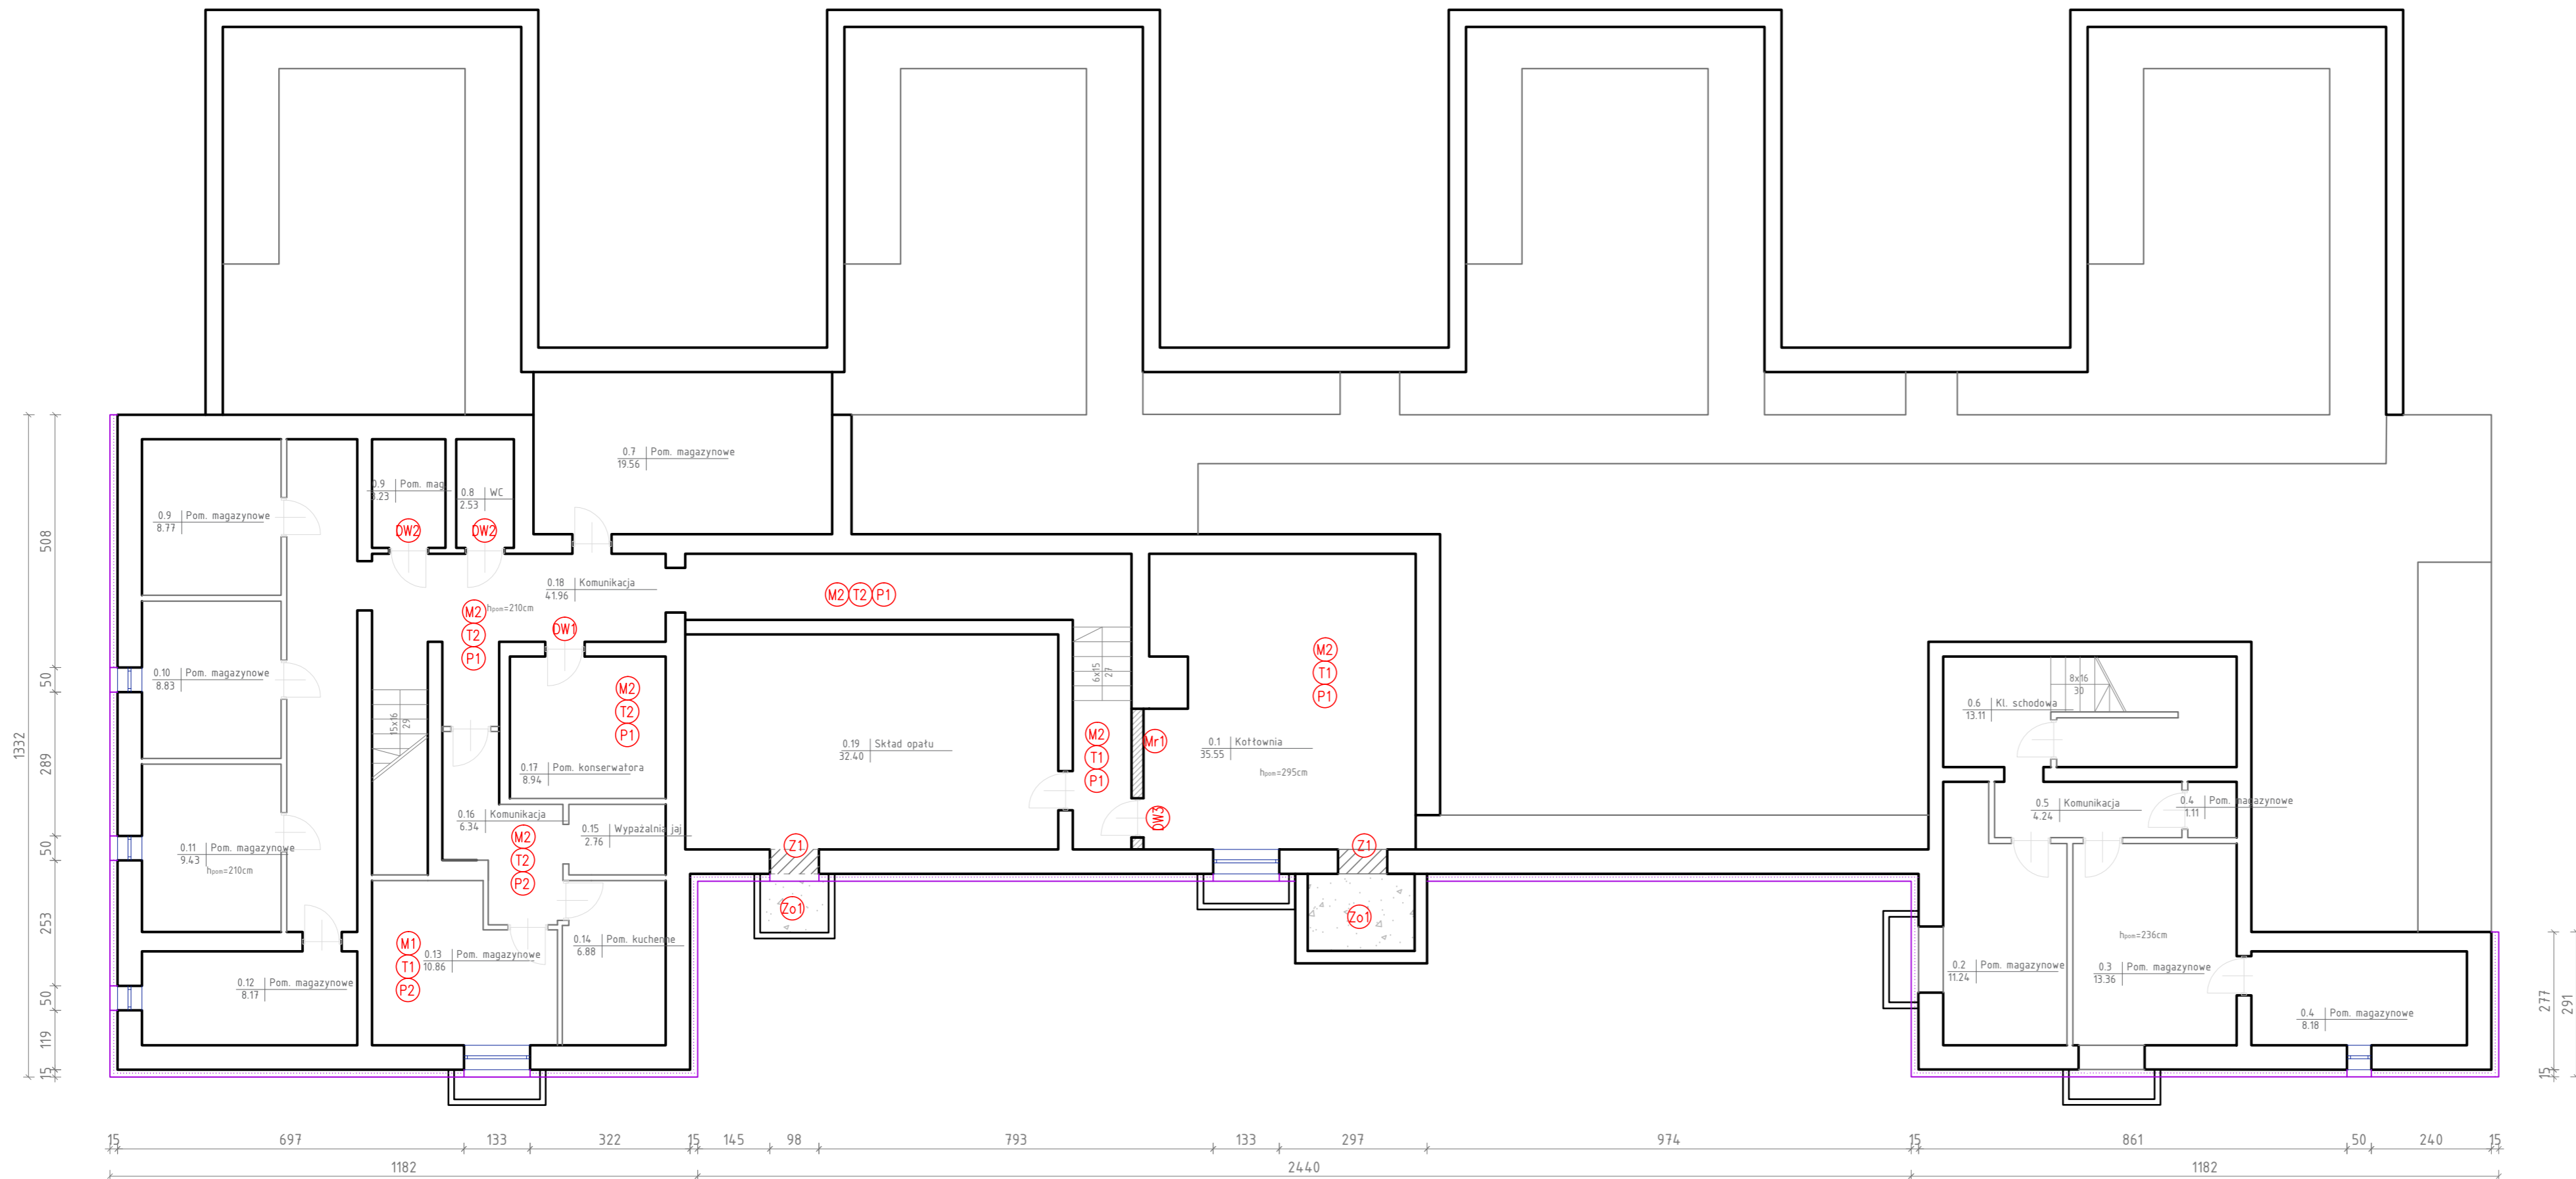 0.7 Pom. magazynowe
19.56
0.9 Pom. mag
3.23
0.8 WC
2.53
0.9 Pom. magazynowe
8.77
DW2
DW2
0.18 Komunikacja
41.96
hpom=210cm
M2
T2
P1
DW1
M2 T2 P1
0.10 Pom. magazynowe
8.83
15x16
29
M2
T2
P1
0.17 Pom. konserwatora
8.94
0.19 Skład opału
32.40
6x15
27
M2
T1
P1
Mr1
DW3
M2
T1
P1
0.1 Kotłownia
35.55
hpom=295cm
0.16 Komunikacja
6.34
M2
T2
P2
0.15 Wypażalnia jaj
2.76
0.11 Pom. magazynowe
9.43
hpom=210cm
Z1
Z1
Zo1
Zo1
M1
T1
P2
0.13 Pom. magazynowe
10.86
0.14 Pom. kuchenne
6.88
0.12 Pom. magazynowe
8.17
8x16
30
0.6 Kl. schodowa
13.11
0.5 Komunikacja
4.24
0.4 Pom. magazynowe
1.11
hpom=236cm
0.2 Pom. magazynowe
11.24
0.3 Pom. magazynowe
13.36
0.4 Pom. magazynowe
8.18
1332
508
50
289
50
253
50
119
15
277
15
291
15 697 133 322 15 145 98 793 133 297 974 15 861 50 240 15
1182 2440 1182